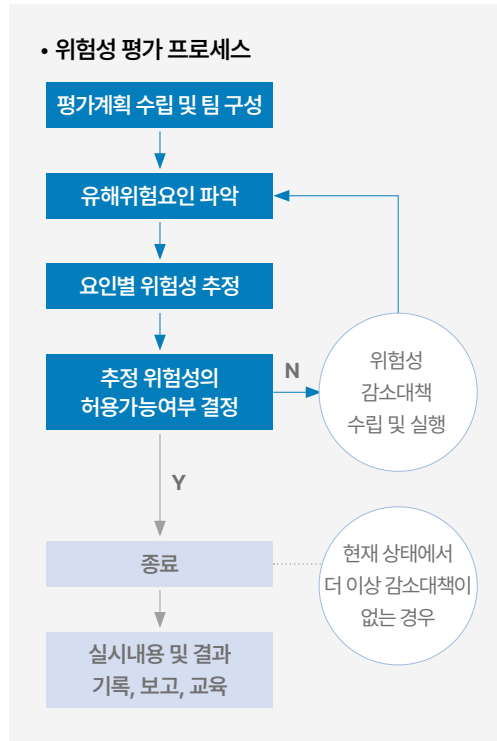 • 위험성 평가 프로세스
평가계획 수립 및 팀 구성
유해위험요인 파악
요인별 위험성 추정
추정 위험성의
허용가능여부 결정
N
위험성
감소대책
수립 및 실행
Y
종료
현재 상태에서
더 이상 감소대책이
없는 경우
실시내용 및 결과
기록, 보고, 교육